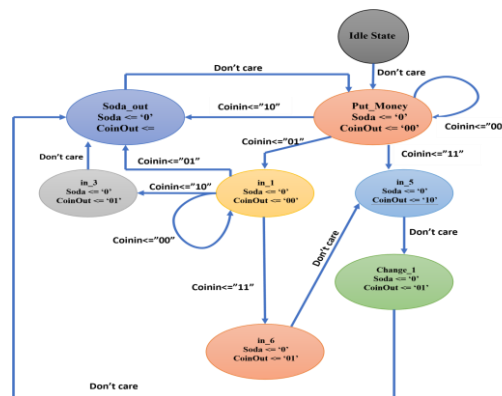 Idle State
Don't care
Don't care
Soda_out
Soda <= '0'
CoinOut <=
Coinin<="10"
Put_Money
Soda <= '0'
CoinOut <= '00'
Coinin<="00"
Coinin<="01"
Coinin<="11"
Coinin<="01"
Don't care
in_3
Soda <= '0'
CoinOut <= '01'
Coinin<="10"
in_1
Soda <= '0'
CoinOut <= '00'
in_5
Soda <= '0'
CoinOut <= '10'
Coinin<="00"
Don't care
Don't care
Coinin<="11"
Change_1
Soda <= '0'
CoinOut <= '01'
in_6
Soda <= '0'
CoinOut <= '01'
Don't care